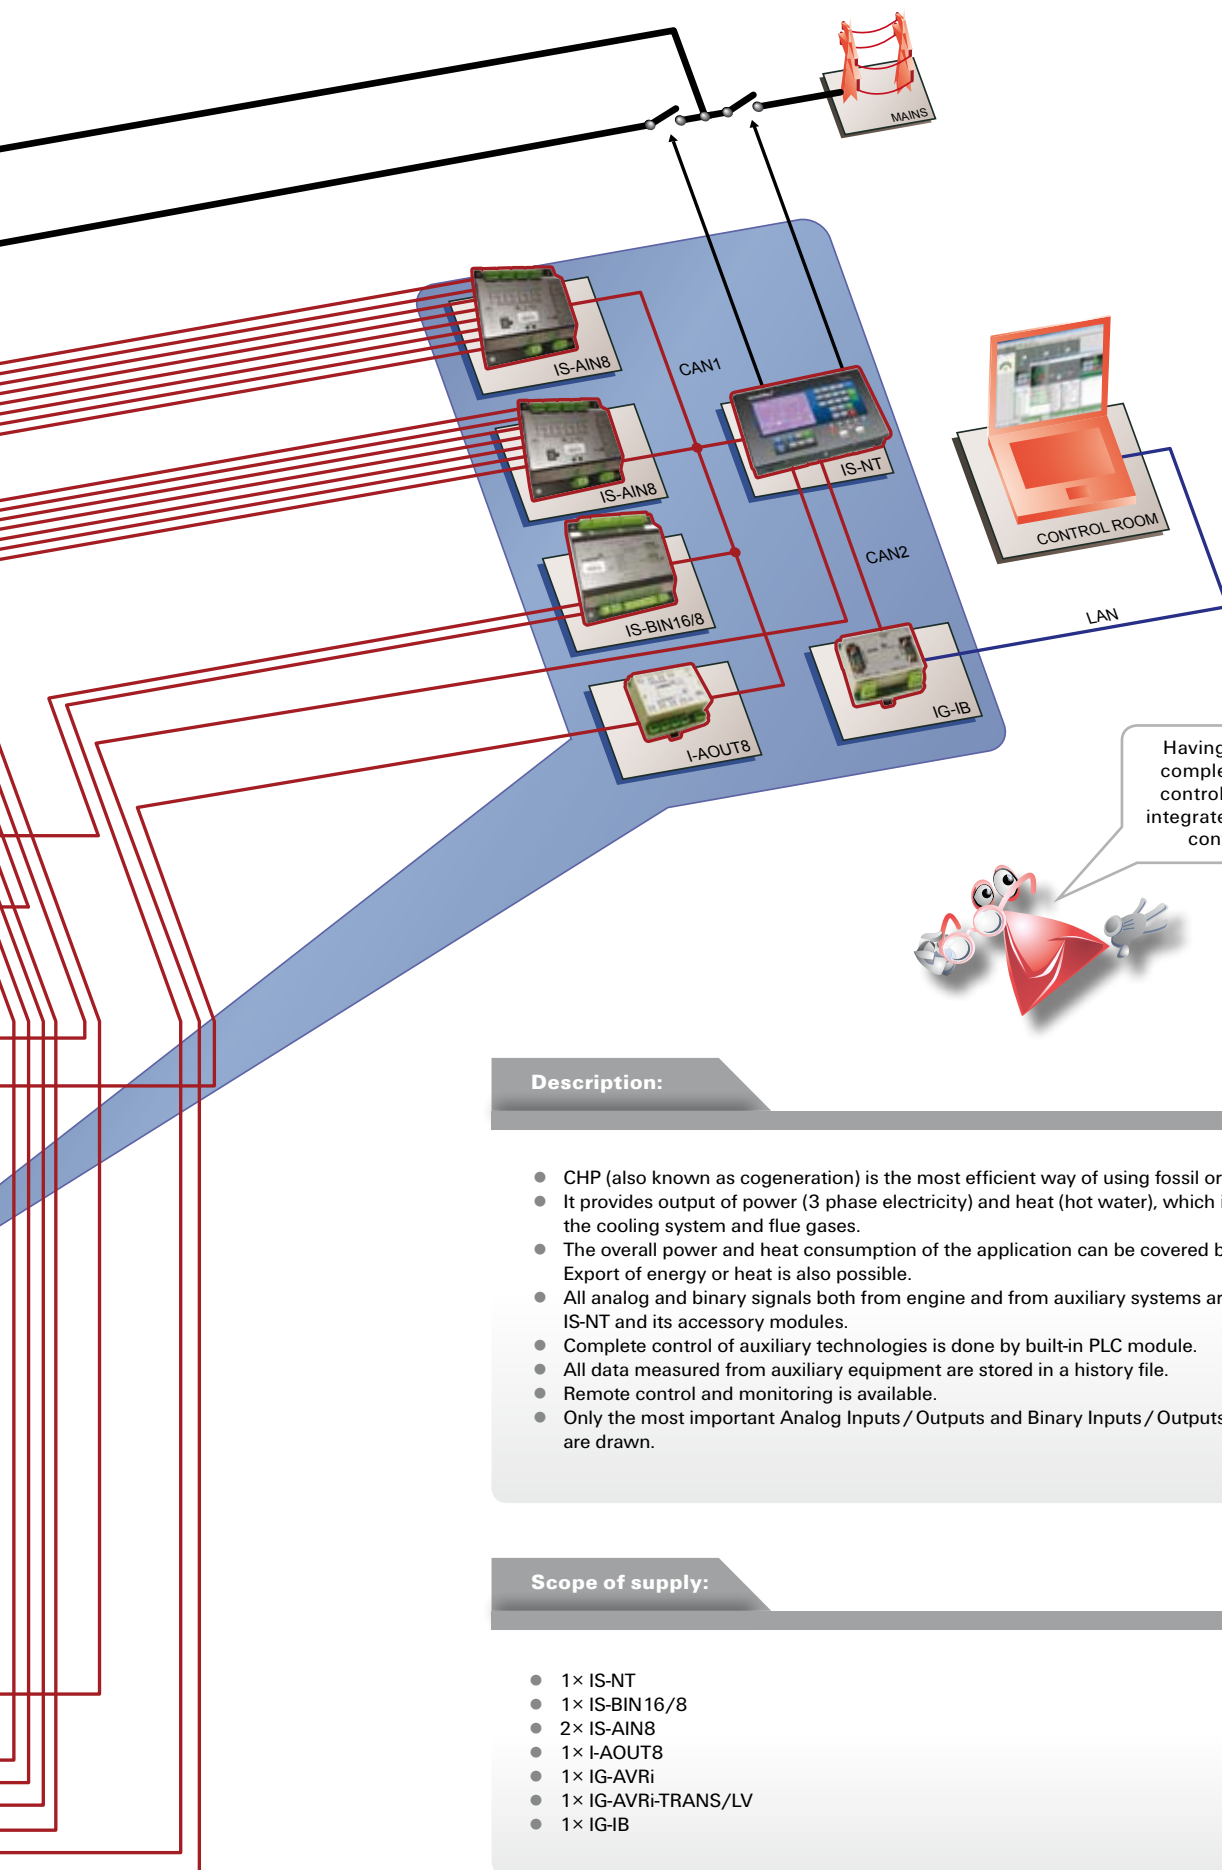 MAINS
IS-AIN8
CAN1
IS-AIN8
IS-NT
CONTROL ROOM
IS-BIN16/8
CAN2
LAN
IG-IB
I-AOUT8
Having
comple
control
integrate
con
Description:
● CHP (also known as cogeneration) is the most efficient way of using fossil or
● It provides output of power (3 phase electricity) and heat (hot water), which i
the cooling system and flue gases.
● The overall power and heat consumption of the application can be covered b
Export of energy or heat is also possible.
● All analog and binary signals both from engine and from auxiliary systems ar
IS-NT and its accessory modules.
● Complete control of auxiliary technologies is done by built-in PLC module.
● All data measured from auxiliary equipment are stored in a history file.
● Remote control and monitoring is available.
● Only the most important Analog Inputs / Outputs and Binary Inputs / Outputs
are drawn.
Scope of supply:
● 1× IS-NT
● 1× IS-BIN16/8
● 2× IS-AIN8
● 1× I-AOUT8
● 1× IG-AVRi
● 1× IG-AVRi-TRANS/LV
● 1× IG-IB